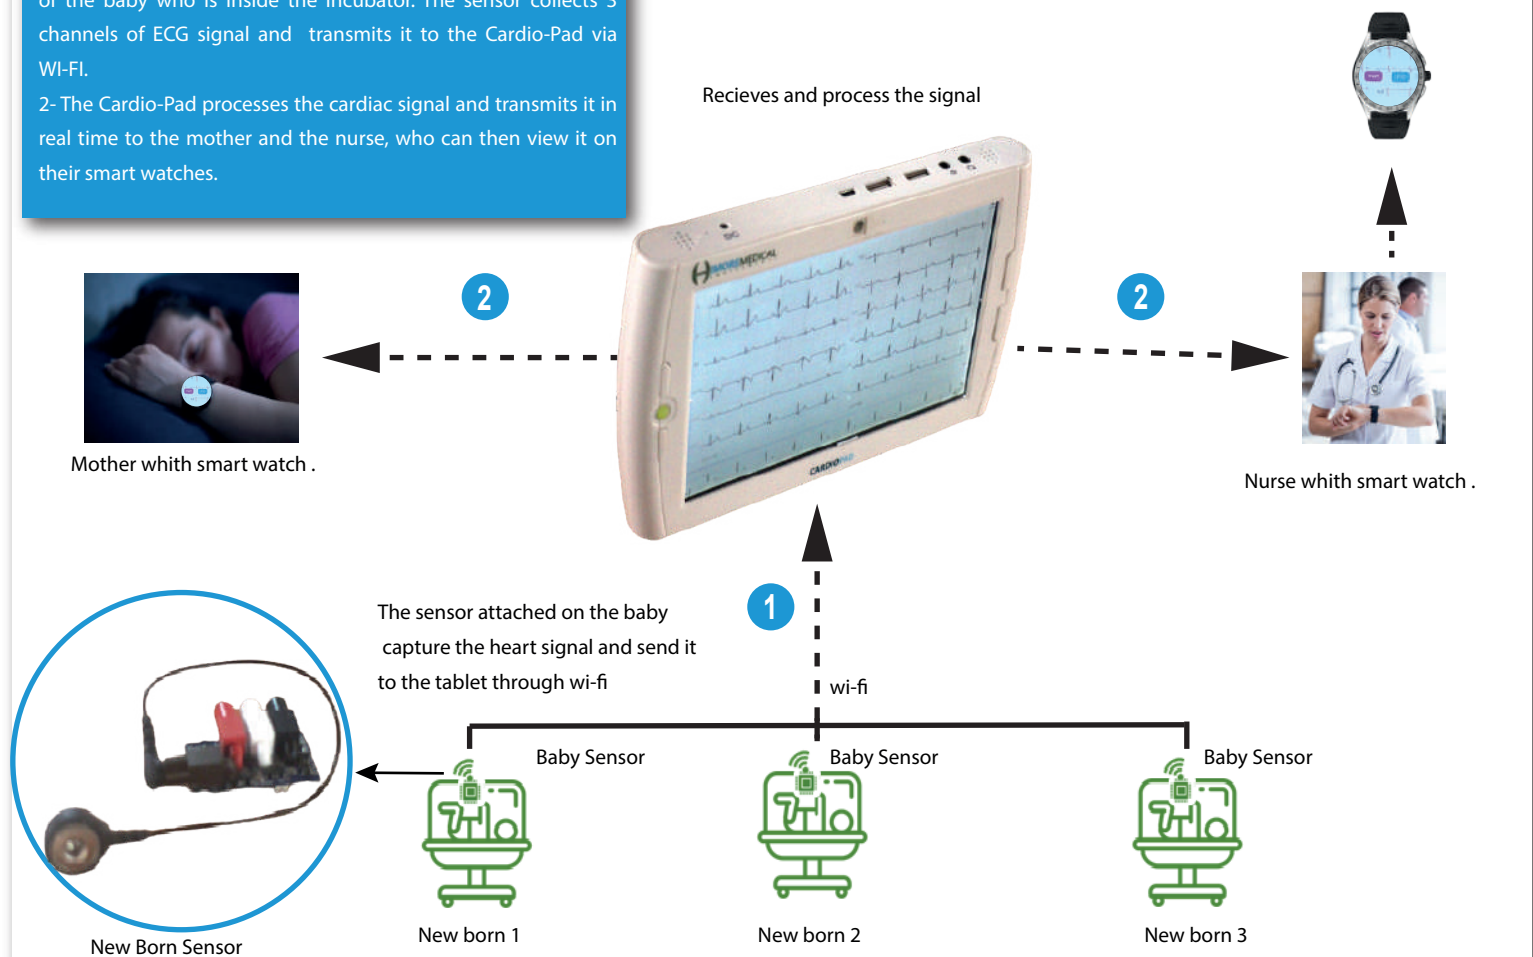 of the baby who is inside the incubator. The sensor collects 3
channels of ECG signal and transmits it to the Cardio-Pad via
WI-FI.
2- The Cardio-Pad processes the cardiac signal and transmits it in
real time to the mother and the nurse, who can then view it on
their smart watches.
Recieves and process the signal
HIMOREMEDICAL
CARDIOPAD
2
2
Mother whith smart watch .
Nurse whith smart watch .
The sensor attached on the baby
capture the heart signal and send it
to the tablet through wi-fi
1
wi-fi
Baby Sensor
Baby Sensor
Baby Sensor
New Born Sensor
New born 1
New born 2
New born 3